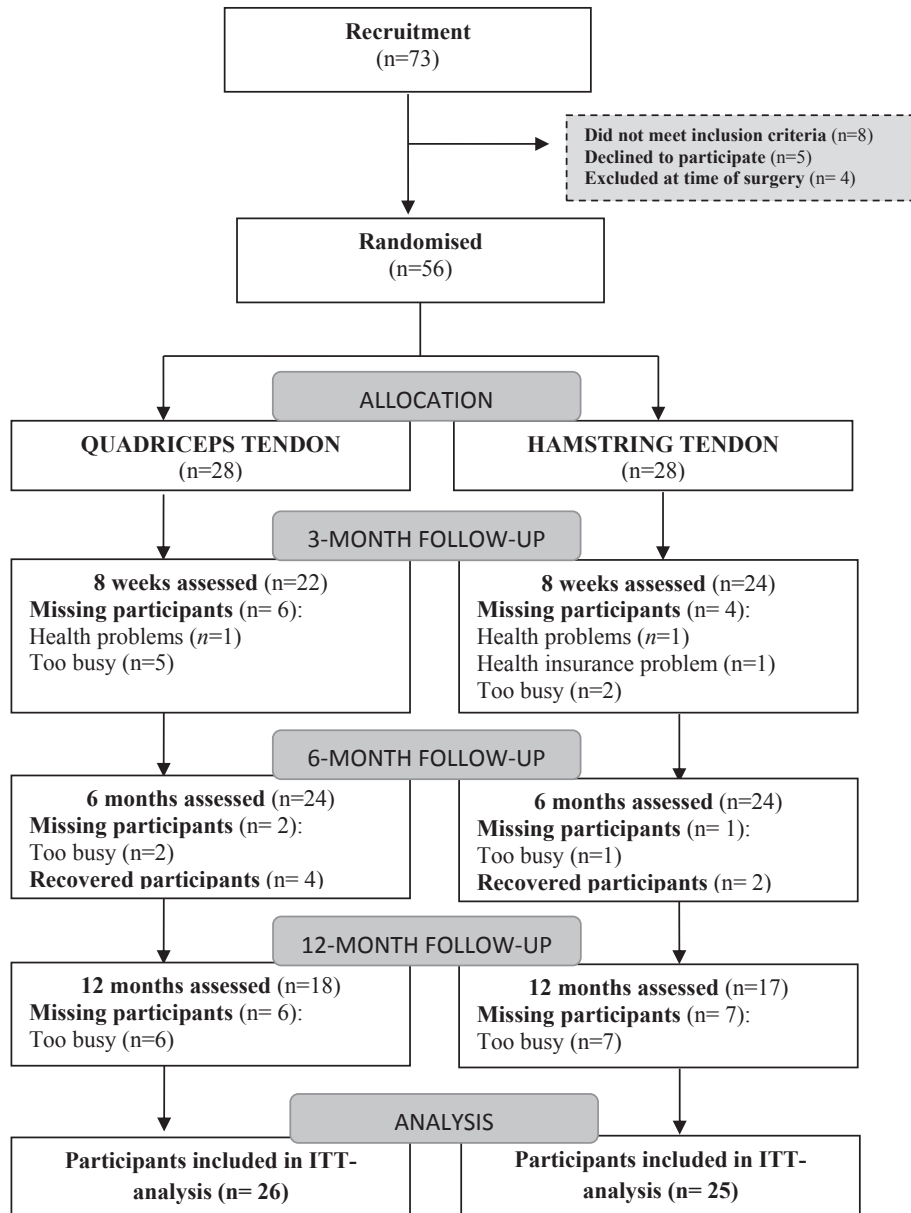 Recruitment
(n=73)
Did not meet inclusion criteria (n=8)
Declined to participate (n=5)
Excluded at time of surgery (n= 4)
Randomised
(n=56)
ALLOCATION
QUADRICEPS TENDON
(n=28)
HAMSTRING TENDON
(n=28)
3-MONTH FOLLOW-UP
8 weeks assessed (n=22)
Missing participants (n= 6):
Health problems (n=1)
Too busy (n=5)
8 weeks assessed (n=24)
Missing participants (n= 4):
Health problems (n=1)
Health insurance problem (n=1)
Too busy (n=2)
6-MONTH FOLLOW-UP
6 months assessed (n=24)
Missing participants (n= 2):
Too busy (n=2)
Recovered participants (n= 4)
6 months assessed (n=24)
Missing participants (n= 1):
Too busy (n=1)
Recovered participants (n= 2)
12-MONTH FOLLOW-UP
12 months assessed (n=18)
Missing participants (n= 6):
Too busy (n=6)
12 months assessed (n=17)
Missing participants (n= 7):
Too busy (n=7)
ANALYSIS
Participants included in ITT-
analysis (n= 26)
Participants included in ITT-
analysis (n= 25)